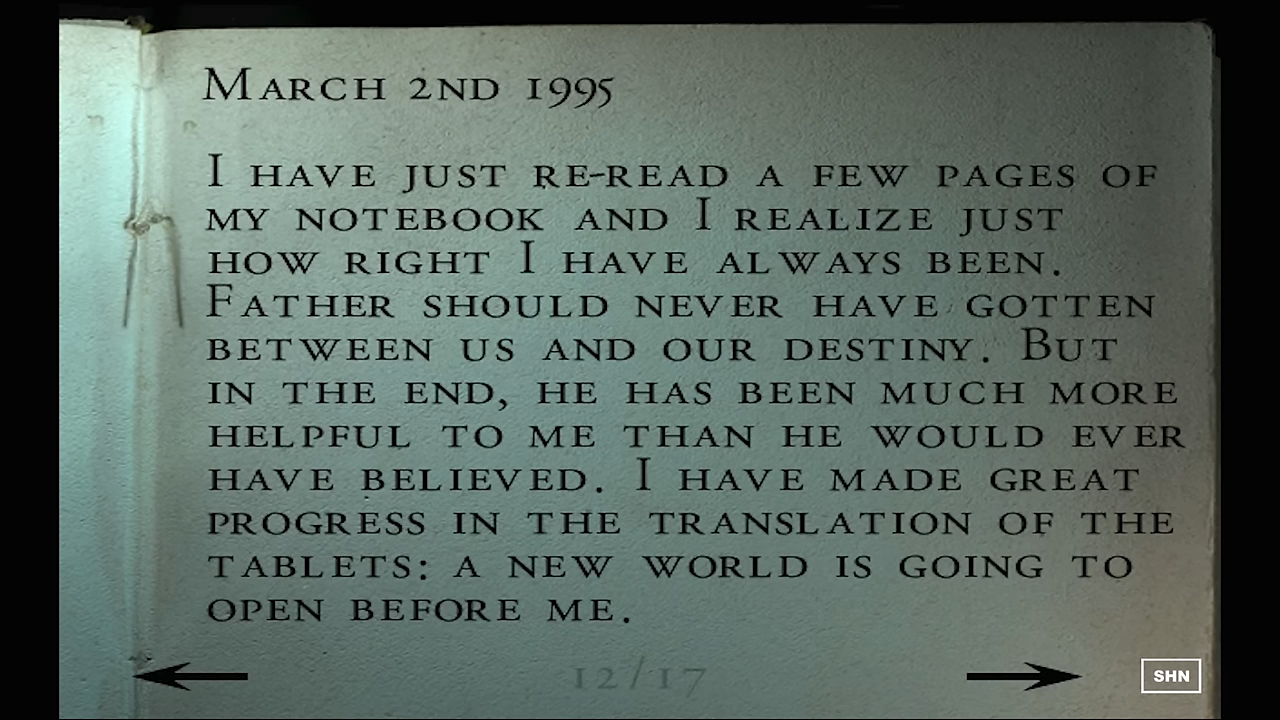 March 2nd 1995
I have just re-read a few pages of
my notebook and I realize just
how right I have always been.
Father should never have gotten
between us and our destiny. But
in the end, he has been much more
helpful to me than he would ever
have believed. I have made great
progress in the translation of the
tablets: a new world is going to
open before me.
12/17
SHN